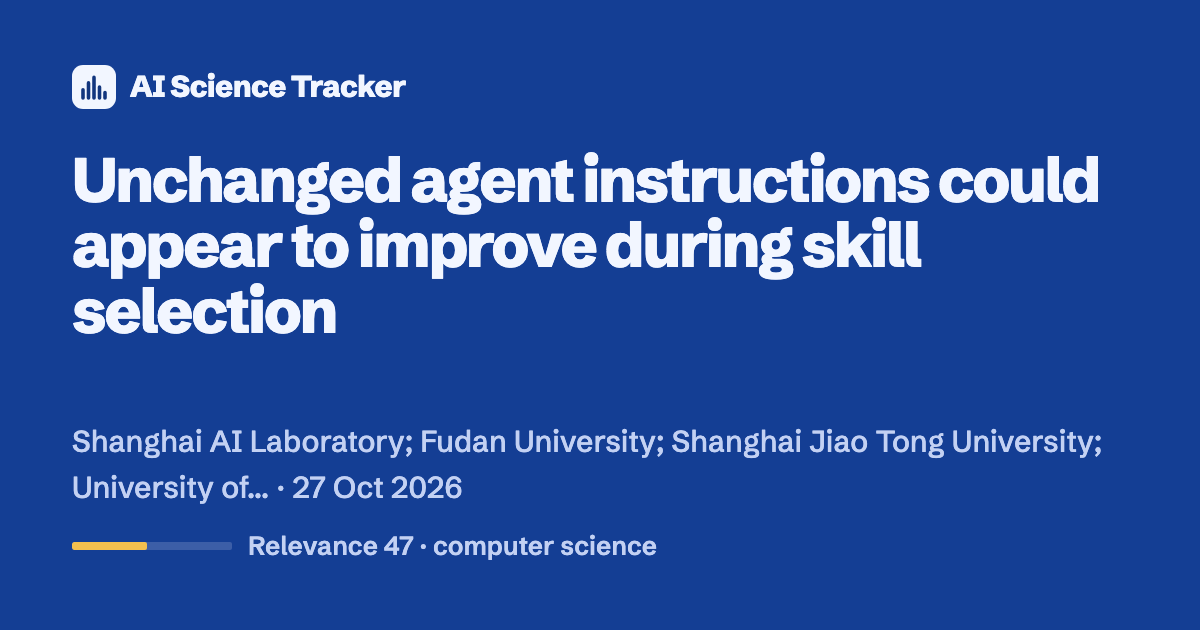 AI Science Tracker
Unchanged agent instructions could
appear to improve during skill
selection
Shanghai AI Laboratory; Fudan University; Shanghai Jiao Tong University;
University of... · 27 Oct 2026
Relevance 47 · computer science